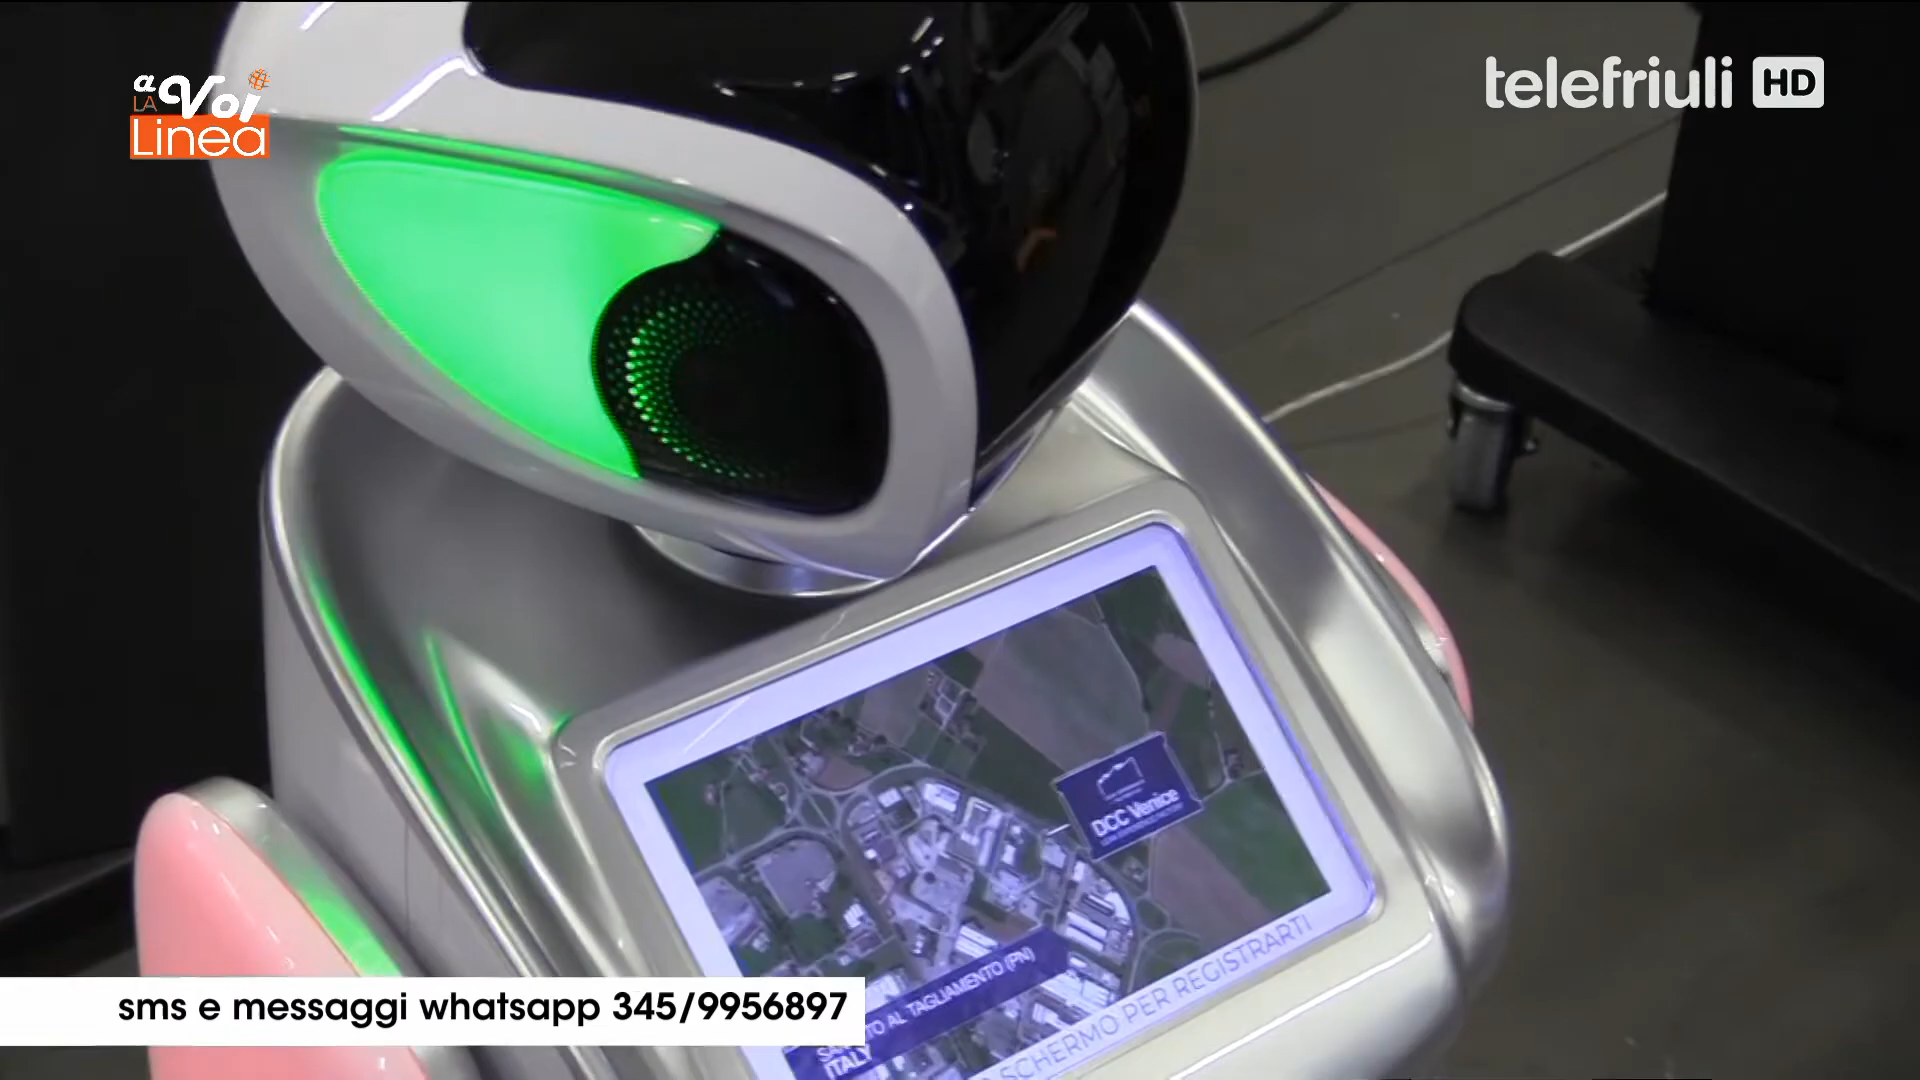 a Voi
LA
Linea
telefriuli HD
DCC Venice
TO AL TAGLIAMENTO (PN)
ITALY
SCHERMO PER REGISTRARTI
sms e messaggi whatsapp 345/9956897